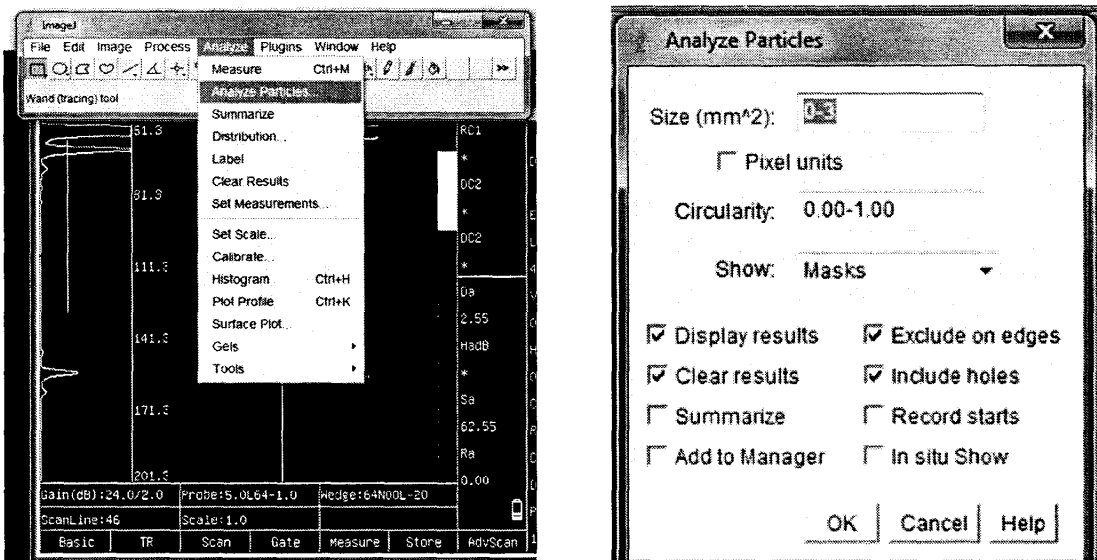 ImageJ
File Edit Image Process Analyze Plugins Window Help
Wand (tracing) tool
Measure Ctrl+M
Analyze Particles...
Summarize
Distribution...
Label
Clear Results
Set Measurements...
Set Scale...
Calibrate...
Histogram Ctrl+H
Plot Profile Ctrl+K
Surface Plot...
Gels
Tools
51.3
81.3
111.3
141.3
171.3
201.3
RC1
*
DC2
*
DC2
*
Da
2.55
HadB
*
Sa
62.55
Ra
0.00
Gain(dB):24.0/2.0 Probe:5.0L64-1.0 Wedge:64N00L-20
ScanLine:46 Scale:1.0
Basic TR Scan Gate Measure Store AdvScan
Analyze Particles
Size (mm^2): 0-3
Pixel units
Circularity: 0.00-1.00
Show: Masks
Display results Exclude on edges
Clear results Include holes
Summarize Record starts
Add to Manager In situ Show
OK Cancel Help